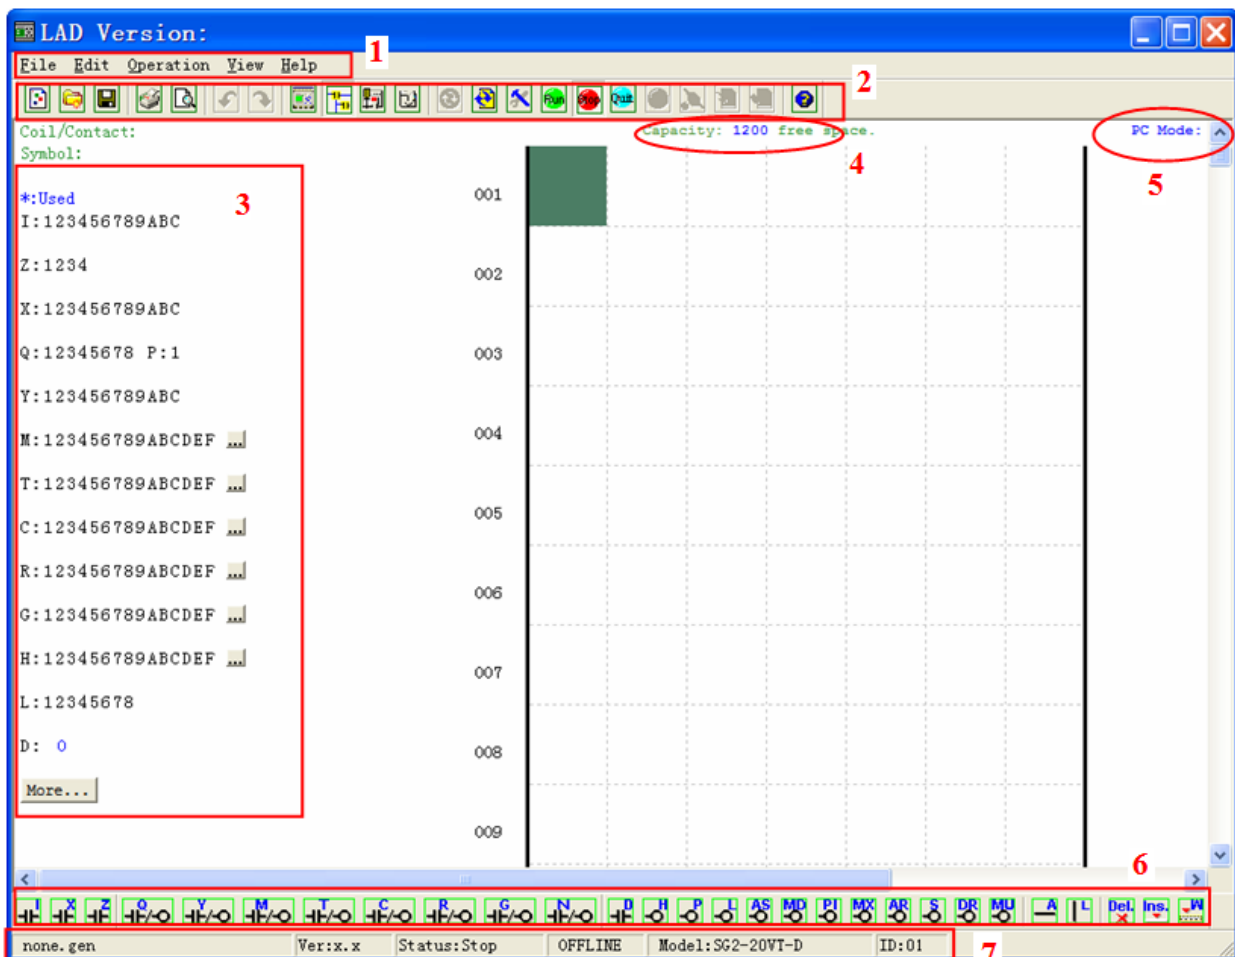 LAD Version:
File Edit Operation View Help
1
2
Run Stop Quit
Coil/Contact:
Capacity: 1200 free space.
PC Mode:
Symbol:
4
5
3
*:Used
I:123456789ABC
Z:1234
X:123456789ABC
Q:12345678 P:1
Y:123456789ABC
M:123456789ABCDEF ...
T:123456789ABCDEF ...
C:123456789ABCDEF ...
R:123456789ABCDEF ...
G:123456789ABCDEF ...
H:123456789ABCDEF ...
L:12345678
D: 0
More...
001
002
003
004
005
006
007
008
009
6
I X Z Q Y M T C R G N D H P L AS MD PI MX AR S DR MU A L Del. Ins. W
none.gen Ver:x.x Status:Stop OFFLINE Model:SG2-20VT-D ID:01
7